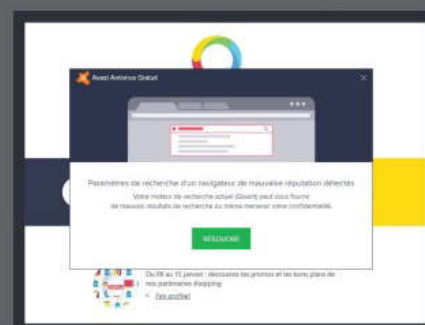 Avast Antivirus Gratuit
Paramètres de recherche d'un navigateur de mauvaise réputation détectés
Votre moteur de recherche actuel (Qwant) peut vous fournir
de mauvais résultats de recherche ou même menacer votre confidentialité.
RÉSOUDRE
Du 08 au 15 janvier : découvrez les promos et les bons plans de
nos partenaires shopping